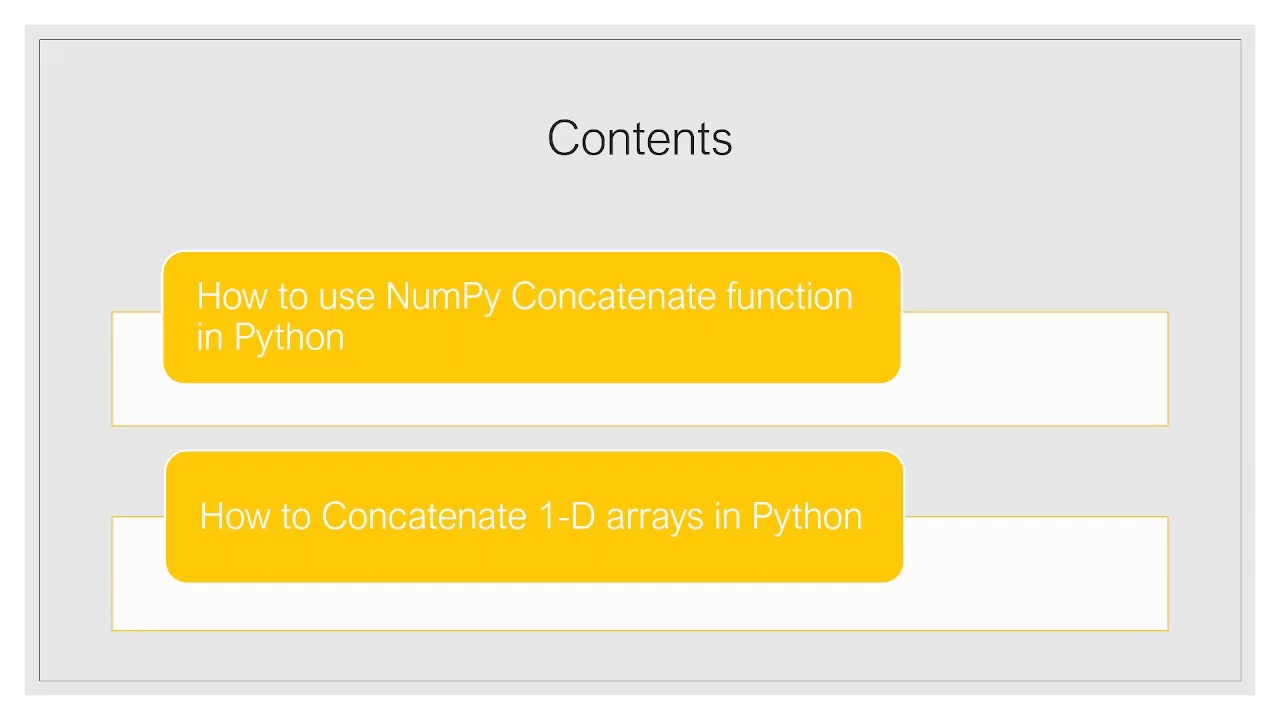 Contents
How to use NumPy Concatenate function
in Python
How to Concatenate 1-D arrays in Python